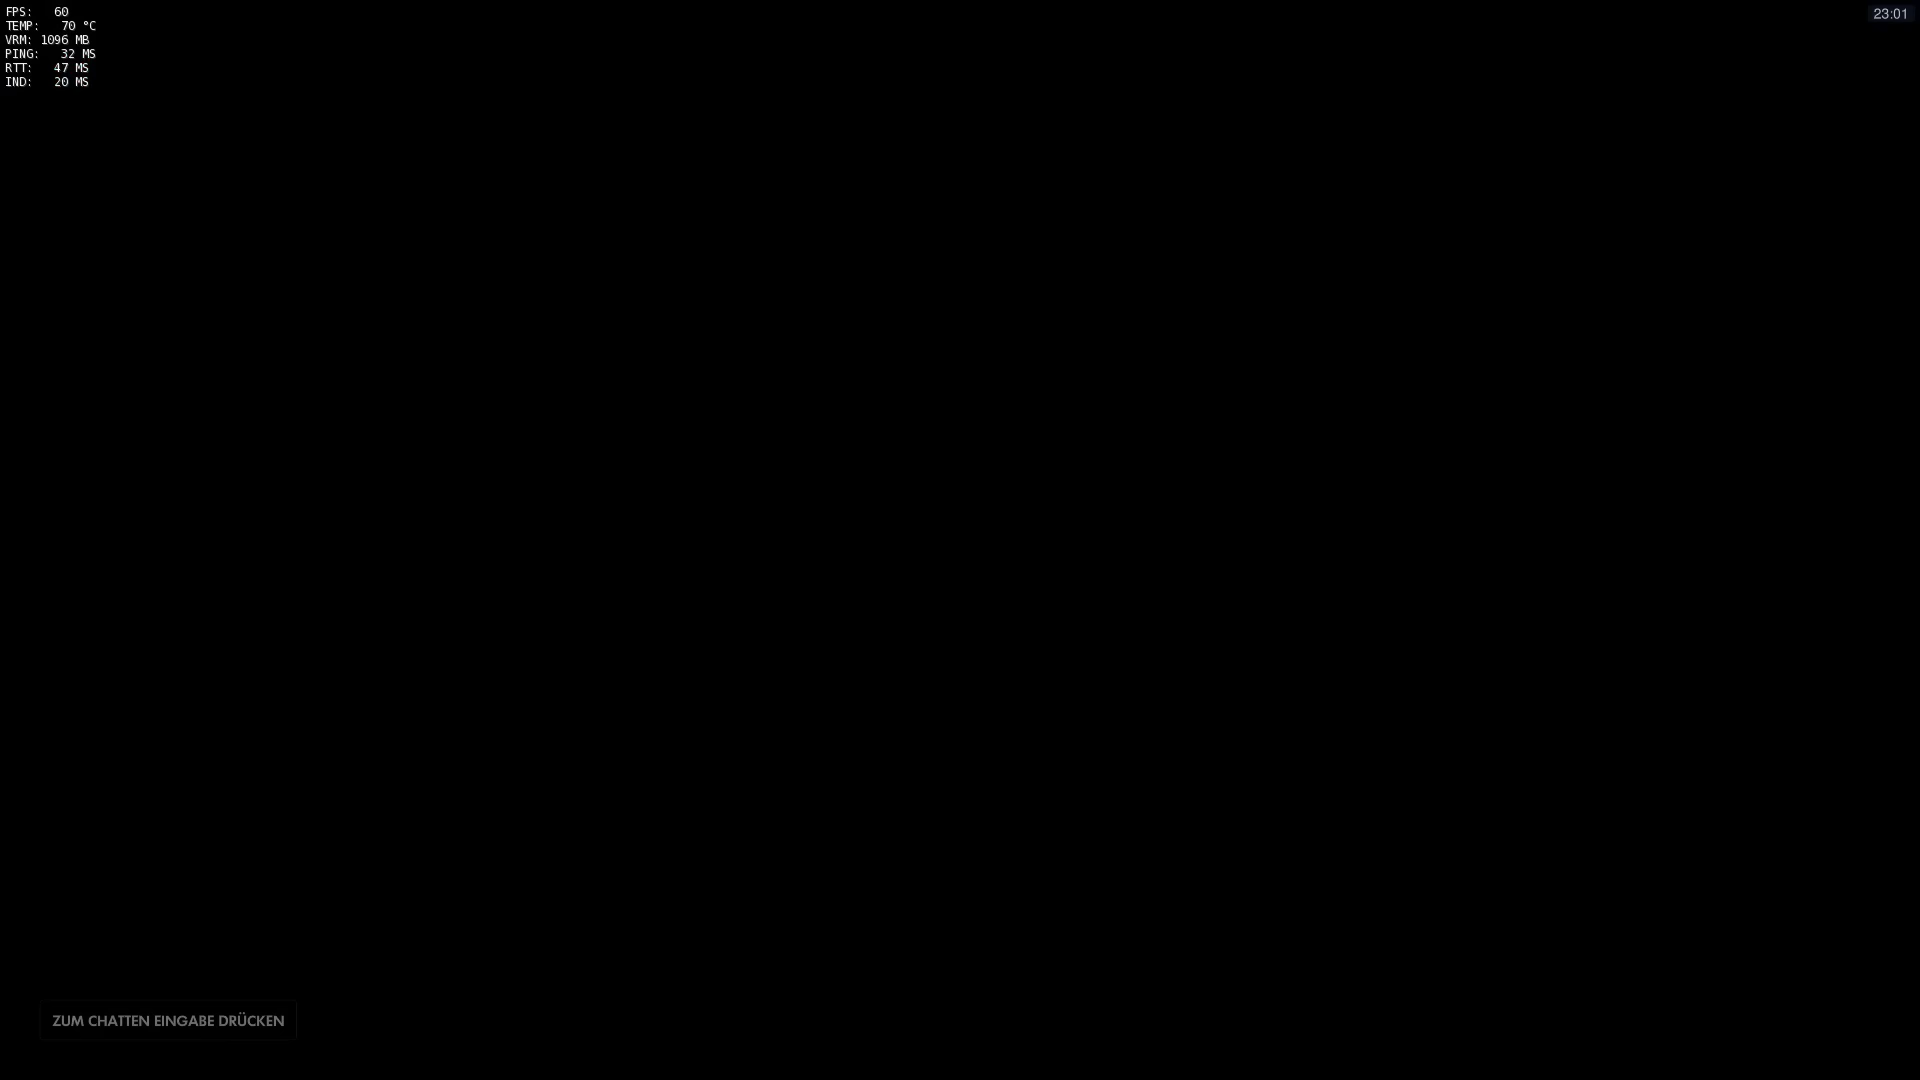 FPS: 60
TEMP: 70 °C
VRM: 1096 MB
PING: 32 MS
RTT: 47 MS
IND: 20 MS
23:01
ZUM CHATTEN EINGABE DRÜCKEN